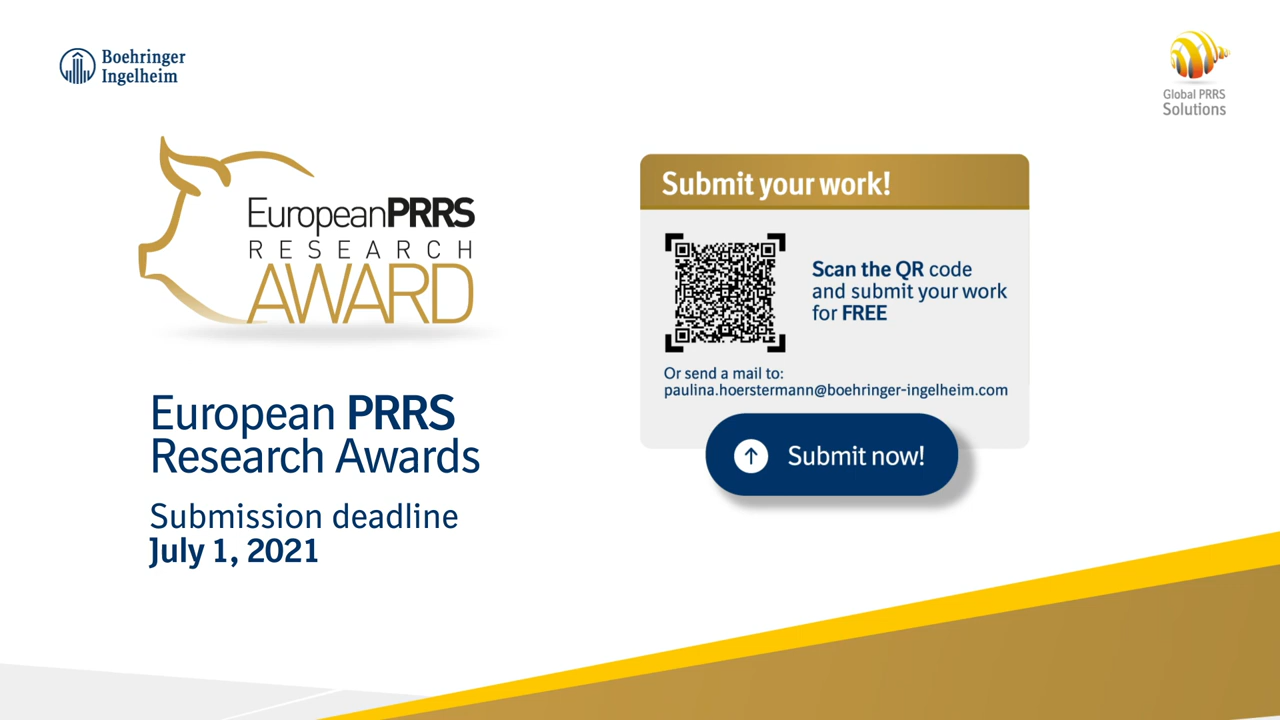 Boehringer
Ingelheim
Global PRRS
Solutions
EuropeanPRRS
RESEARCH
AWARD
European PRRS
Research Awards
Submission deadline
July 1, 2021
Submit your work!
Scan the QR code
and submit your work
for FREE
Or send a mail to:
paulina.hoerstermann@boehringer-ingelheim.com
Submit now!